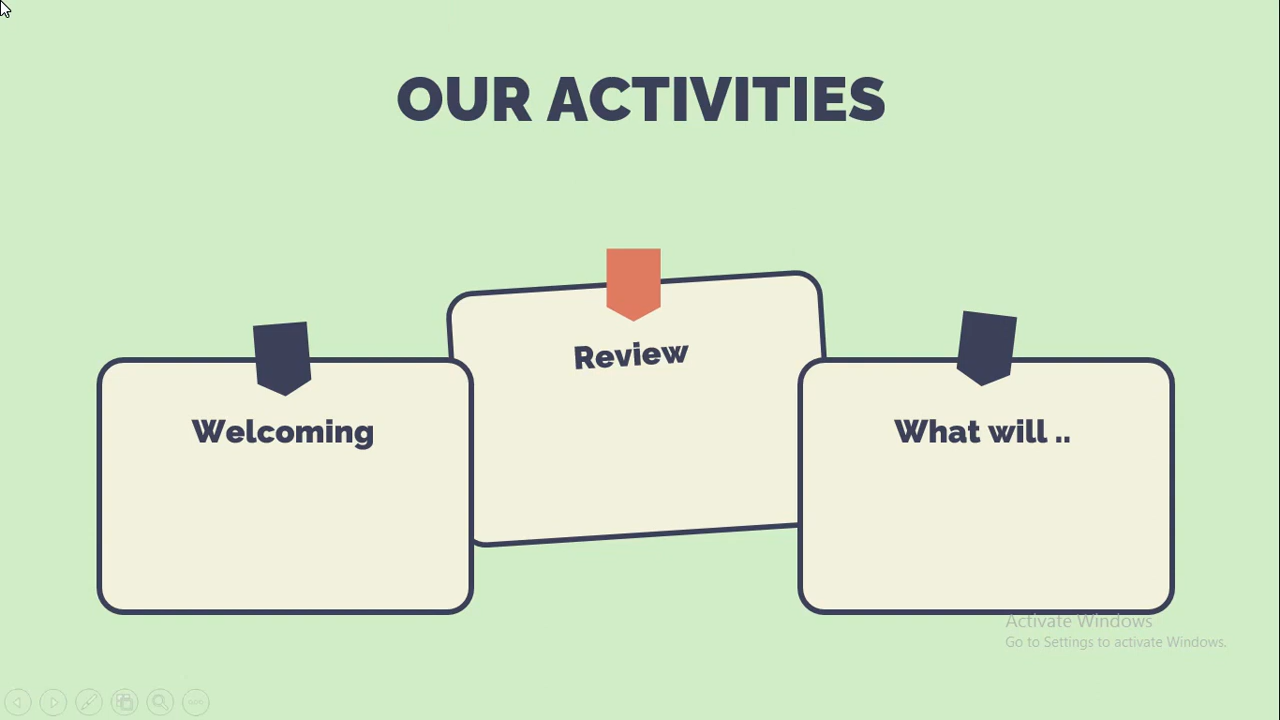 OUR ACTIVITIES
Welcoming
Review
What will ..
Activate Windows
Go to Settings to activate Windows.